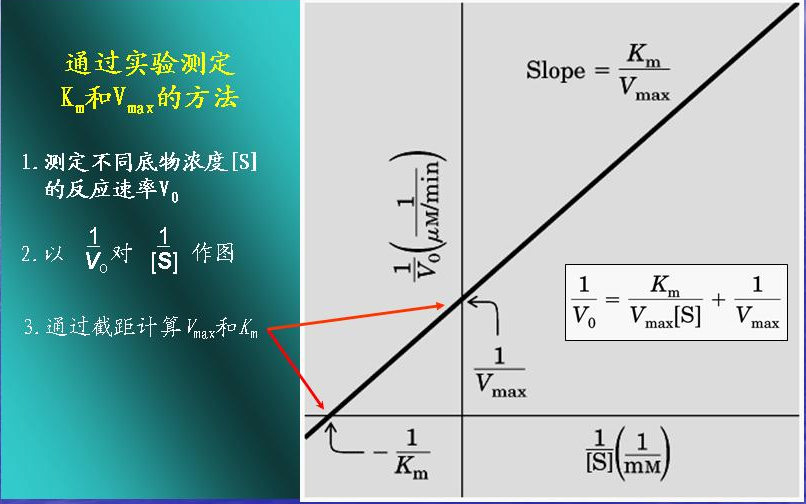 通过实验测定
Km和Vmax的方法
1.测定不同底物浓度[S]
的反应速率V0
2.以 1/V0 对 1/[S] 作图
3.通过截距计算Vmax和Km
Slope = Km/Vmax
1/V0 (1/μM/min)
1/V0 = Km/Vmax[S] + 1/Vmax
1/Vmax
-1/Km
1/[S] (1/mM)